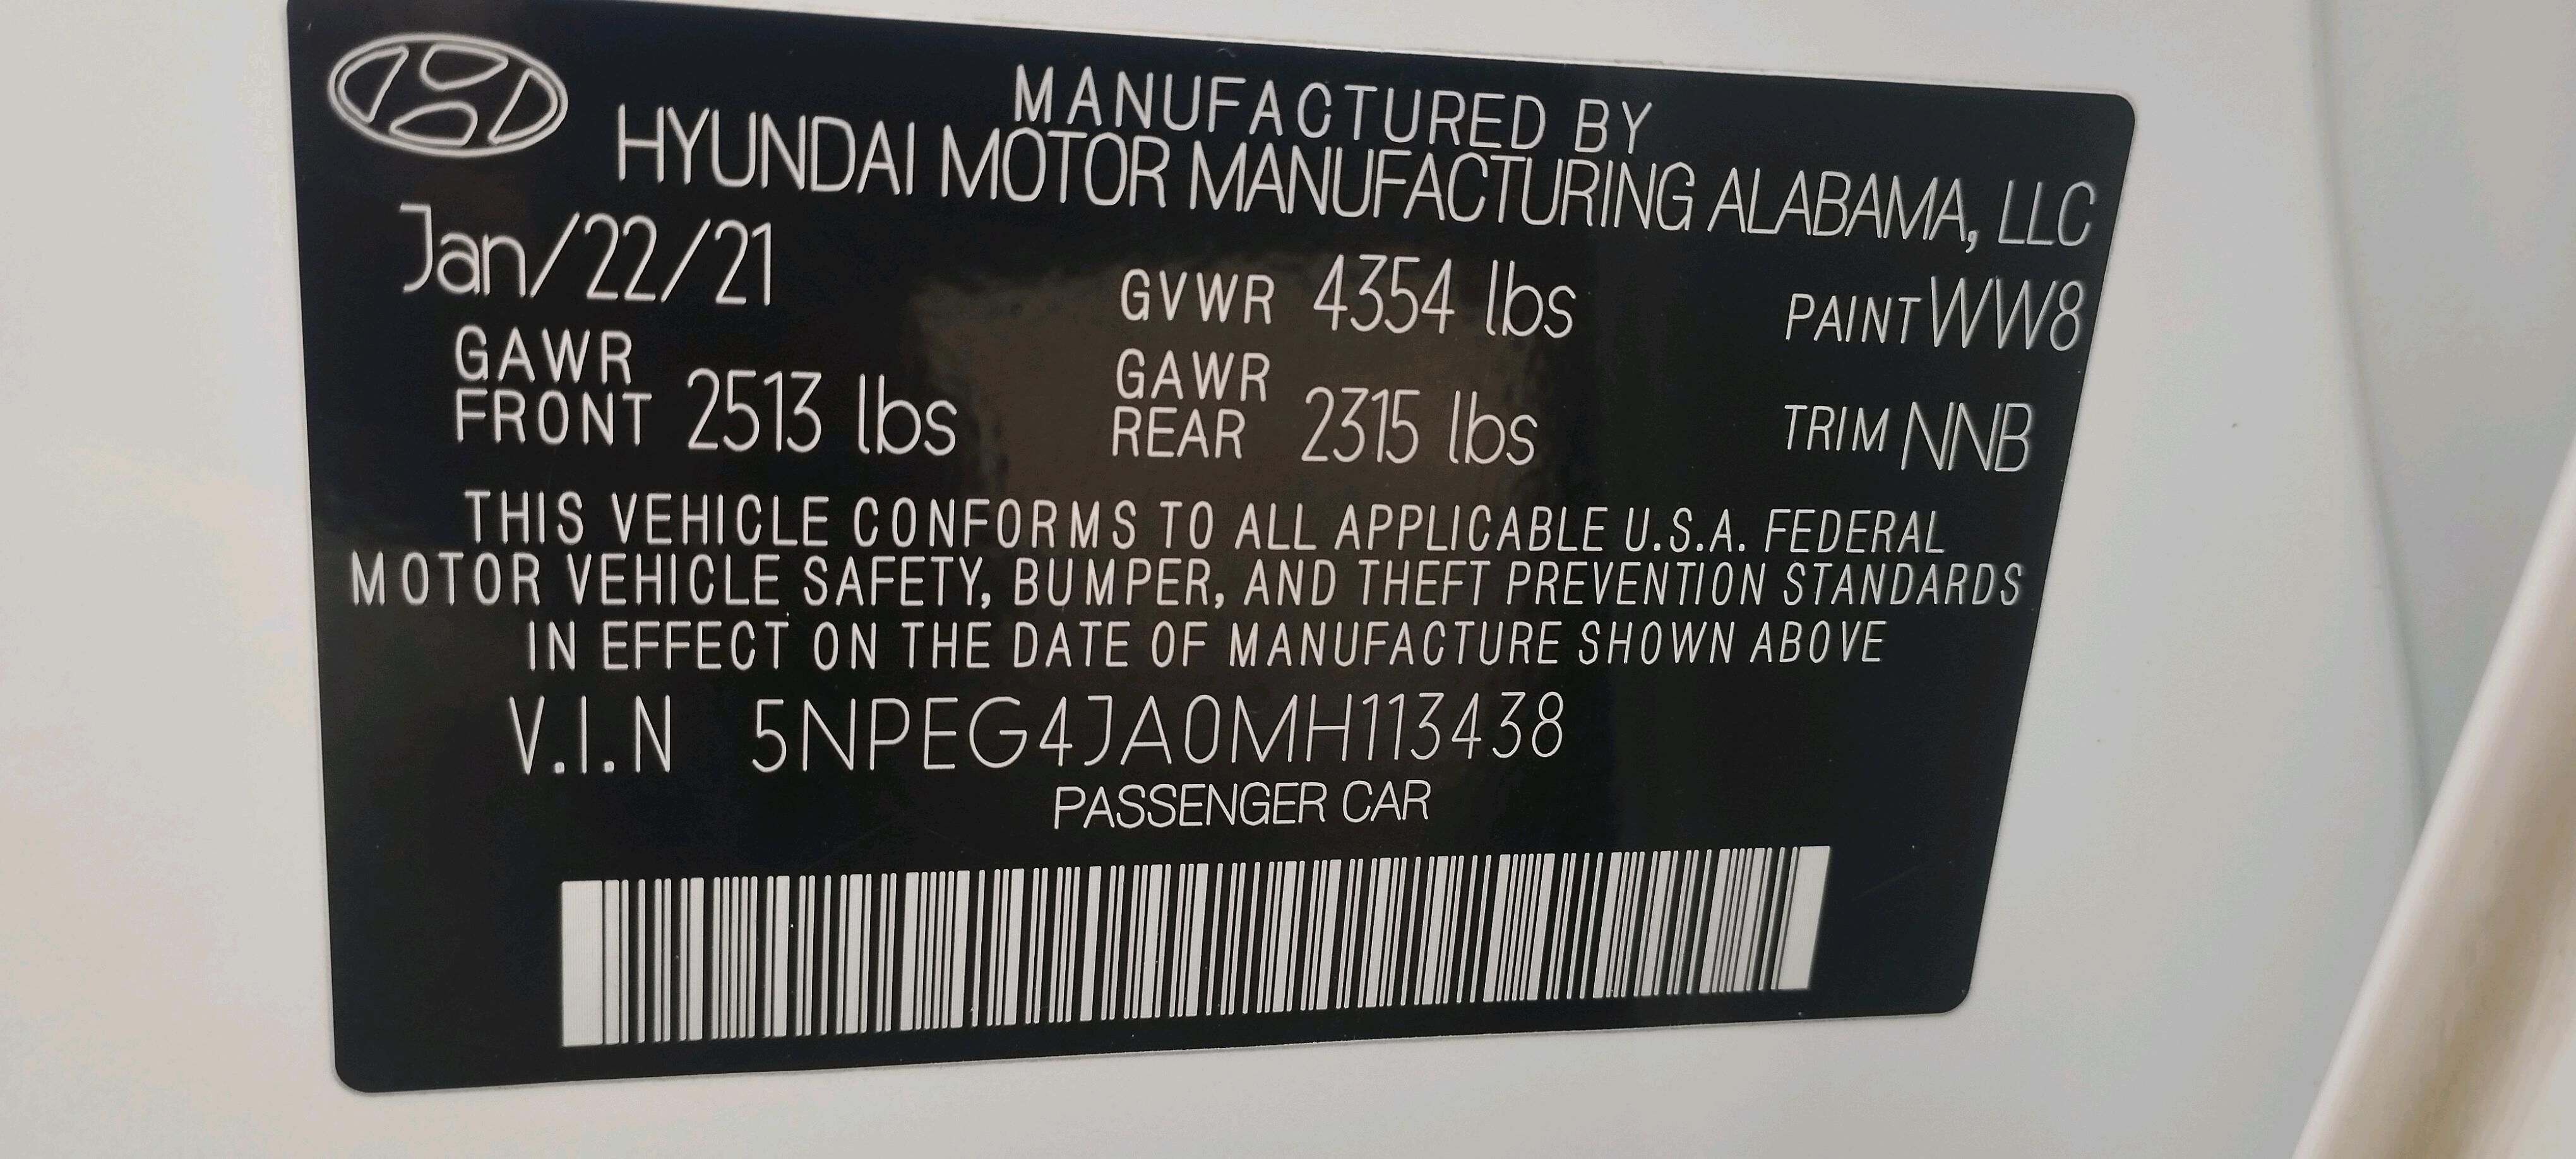 MANUFACTURED BY
HYUNDAI MOTOR MANUFACTURING ALABAMA, LLC
Jan/22/21 GVWR 4354 lbs PAINT WW8
GAWR FRONT 2513 lbs GAWR REAR 2315 lbs TRIM NNB
THIS VEHICLE CONFORMS TO ALL APPLICABLE U.S.A. FEDERAL
MOTOR VEHICLE SAFETY, BUMPER, AND THEFT PREVENTION STANDARDS
IN EFFECT ON THE DATE OF MANUFACTURE SHOWN ABOVE
V.I.N 5NPEG4JA0MH113438
PASSENGER CAR